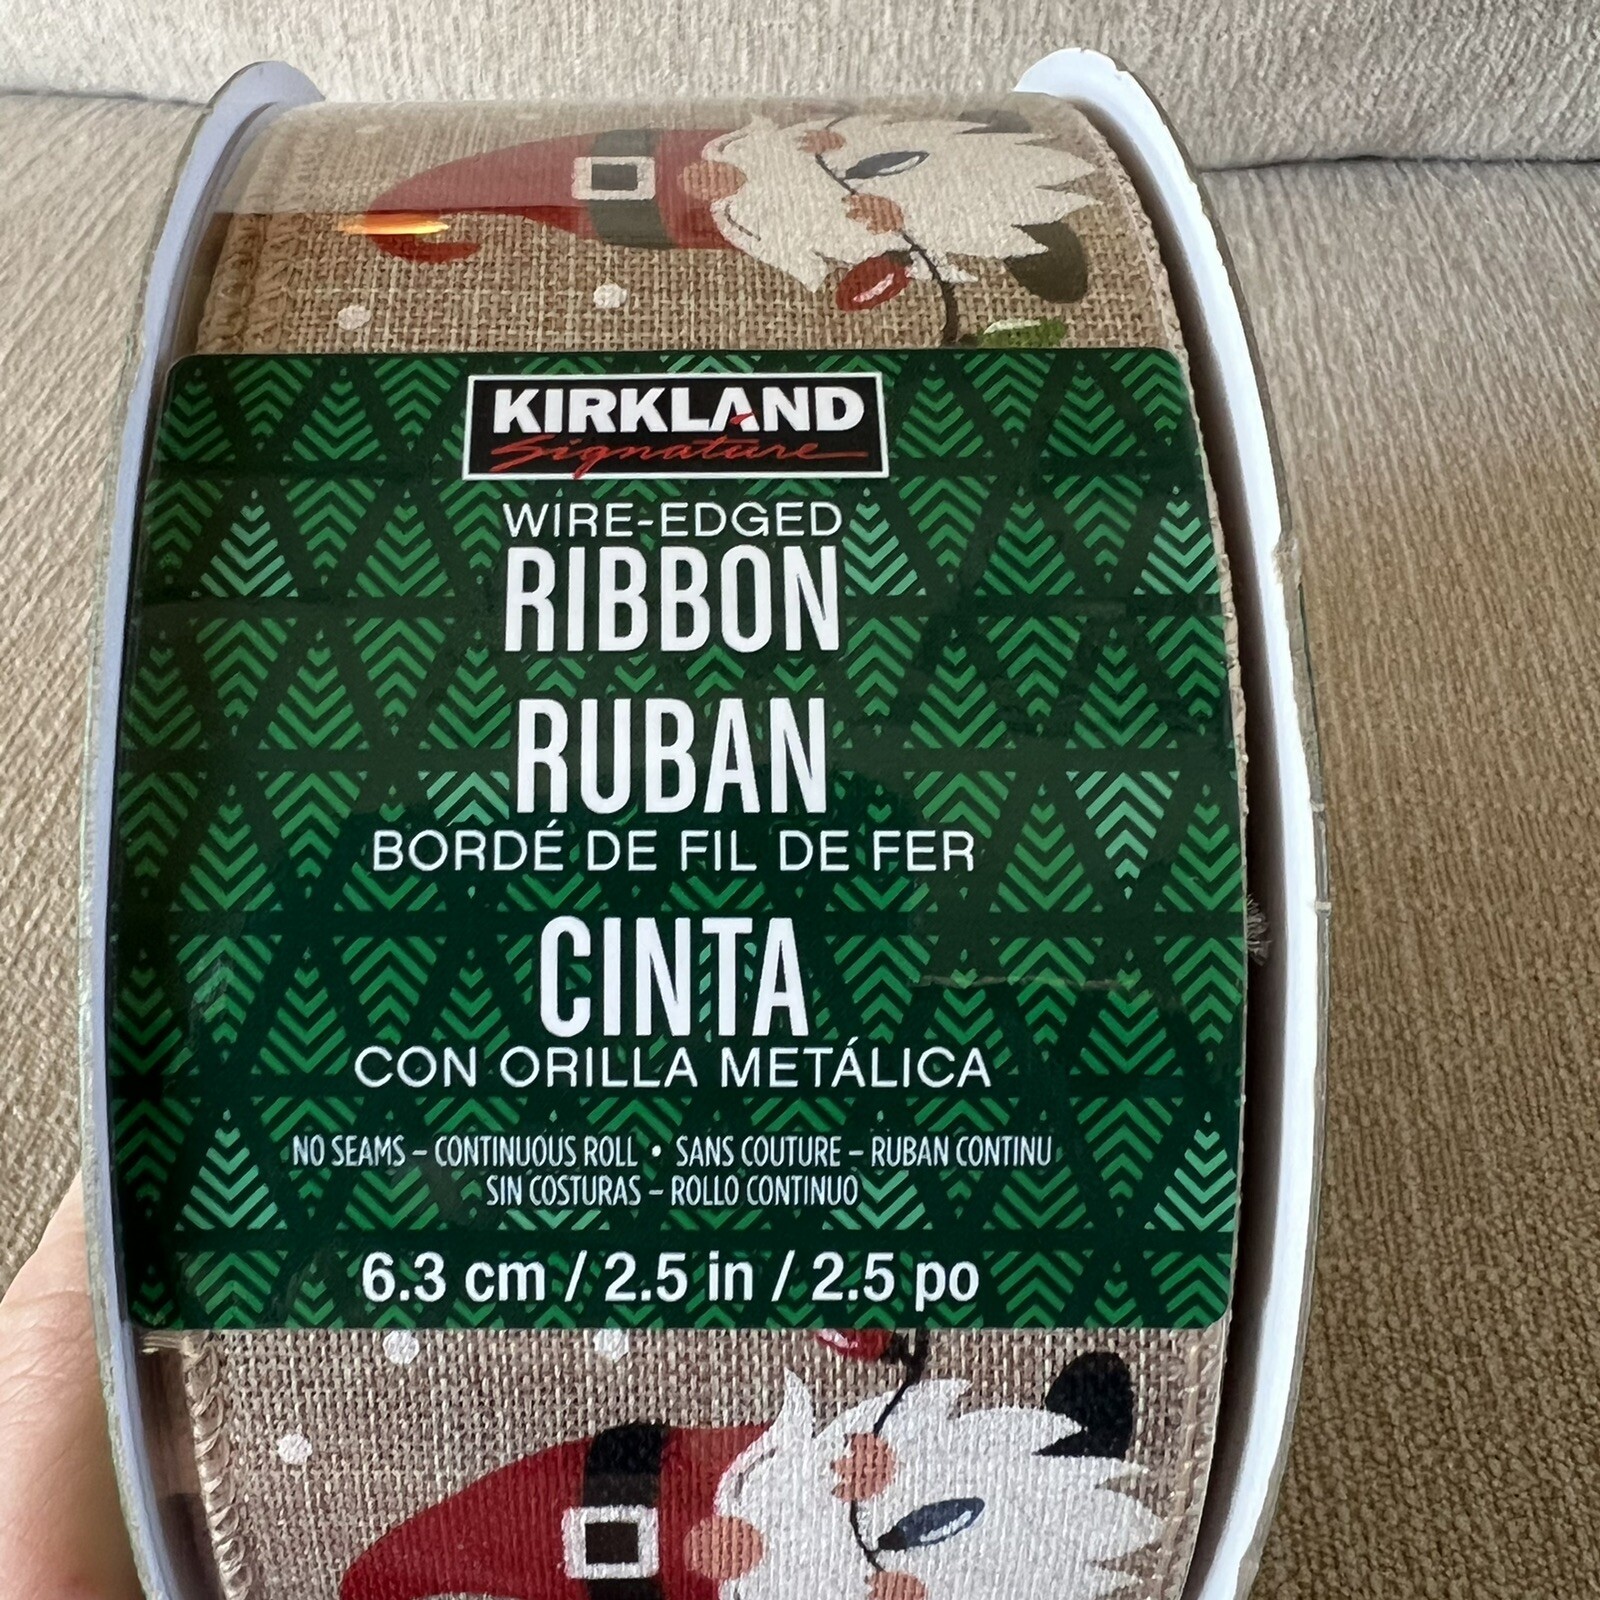 KIRKLAND
Signature
WIRE-EDGED
RIBBON
RUBAN
BORDÉ DE FIL DE FER
CINTA
CON ORILLA METÁLICA
NO SEAMS – CONTINUOUS ROLL • SANS COUTURE – RUBAN CONTINU
SIN COSTURAS – ROLLO CONTINUO
6.3 cm / 2.5 in / 2.5 po